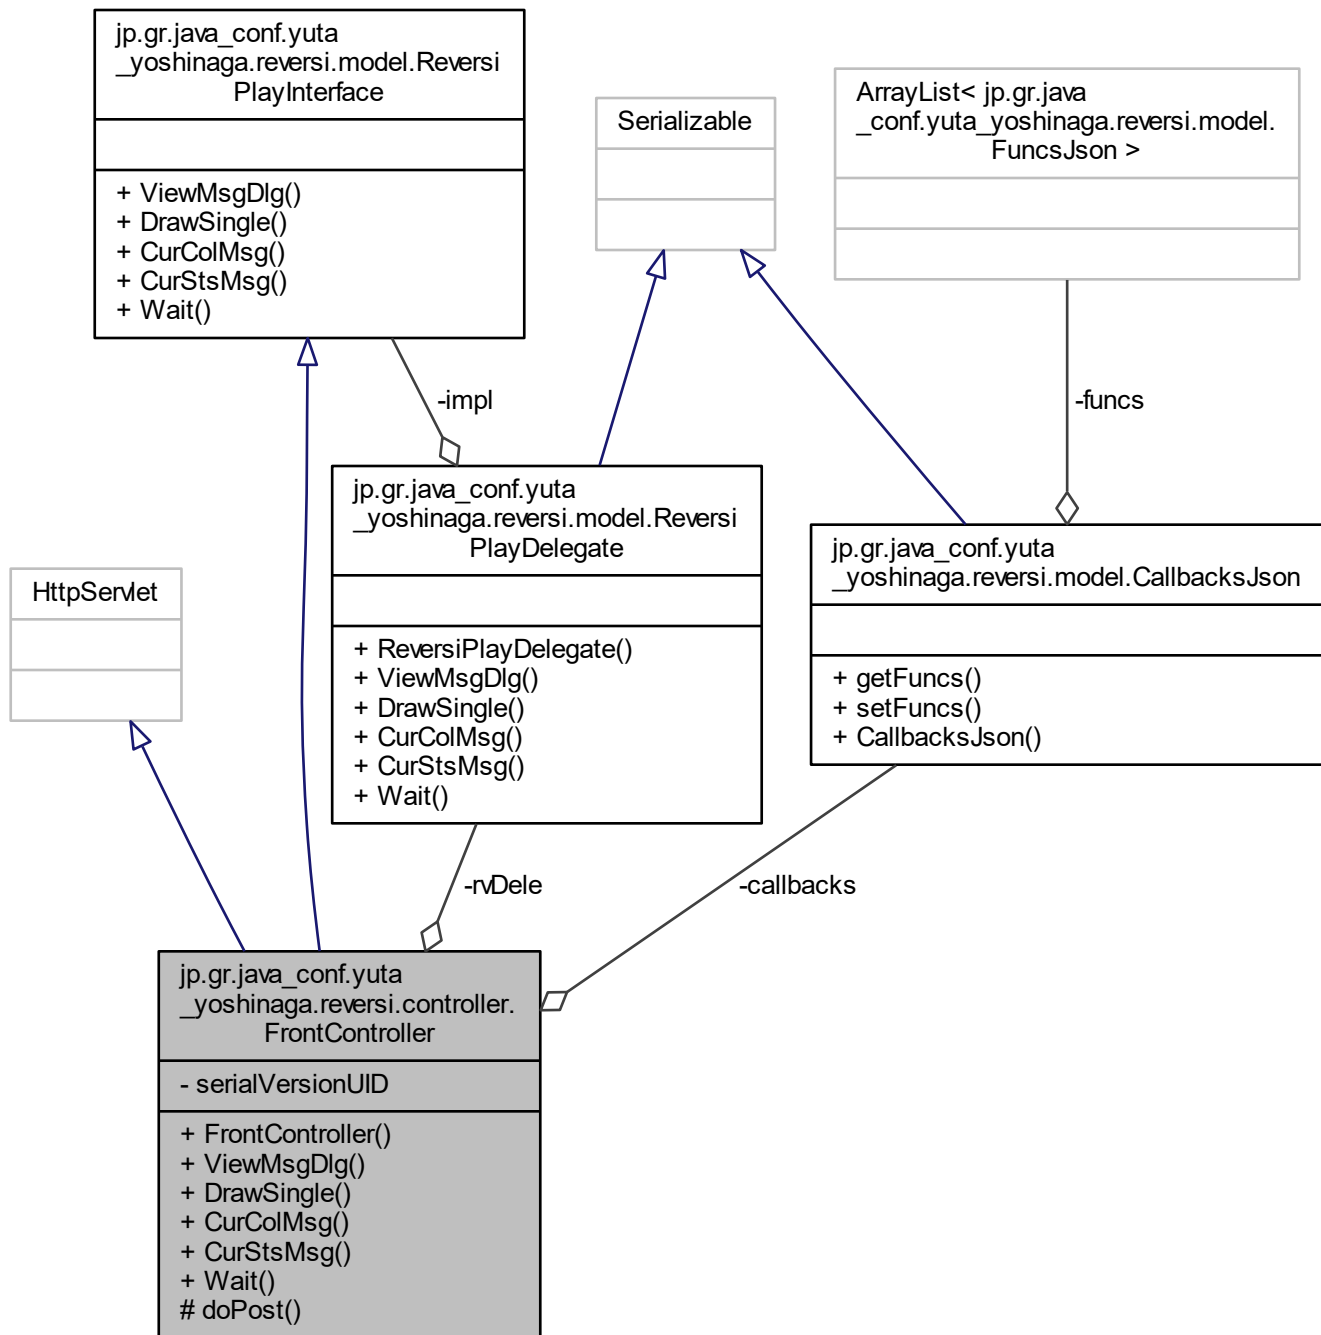 jp.gr.java_conf.yuta
_yoshinaga.reversi.model.Reversi
PlayInterface
+ ViewMsgDlg()
+ DrawSingle()
+ CurColMsg()
+ CurStsMsg()
+ Wait()
Serializable
ArrayList< jp.gr.java
_conf.yuta_yoshinaga.reversi.model.
FuncsJson >
-impl
-funcs
jp.gr.java_conf.yuta
_yoshinaga.reversi.model.Reversi
PlayDelegate
+ ReversiPlayDelegate()
+ ViewMsgDlg()
+ DrawSingle()
+ CurColMsg()
+ CurStsMsg()
+ Wait()
jp.gr.java_conf.yuta
_yoshinaga.reversi.model.CallbacksJson
+ getFuncs()
+ setFuncs()
+ CallbacksJson()
HttpServlet
-rvDele
-callbacks
jp.gr.java_conf.yuta
_yoshinaga.reversi.controller.
FrontController
- serialVersionUID
+ FrontController()
+ ViewMsgDlg()
+ DrawSingle()
+ CurColMsg()
+ CurStsMsg()
+ Wait()
# doPost()